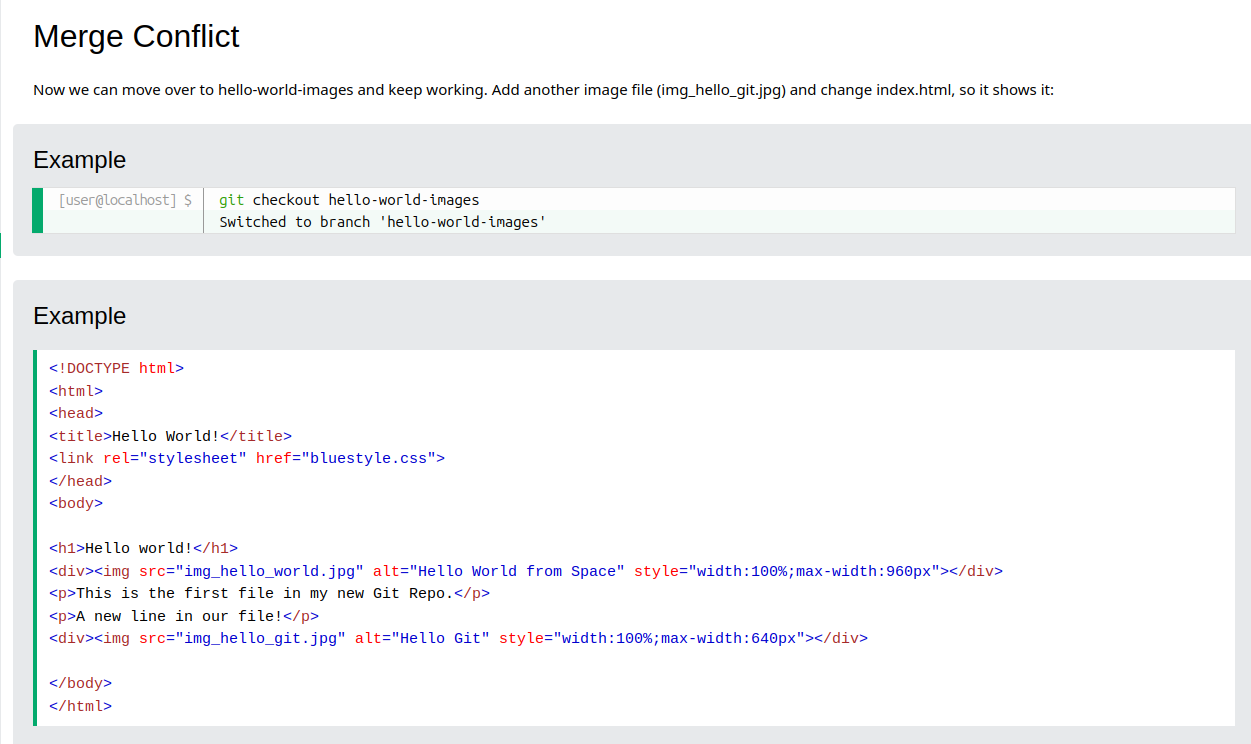 Merge Conflict
Now we can move over to hello-world-images and keep working. Add another image file (img_hello_git.jpg) and change index.html, so it shows it:
Example
[user@localhost] $ git checkout hello-world-images
Switched to branch 'hello-world-images'
Example
<!DOCTYPE html>
<html>
<head>
<title>Hello World!</title>
<link rel="stylesheet" href="bluestyle.css">
</head>
<body>
<h1>Hello world!</h1>
<div><img src="img_hello_world.jpg" alt="Hello World from Space" style="width:100%;max-width:960px"></div>
<p>This is the first file in my new Git Repo.</p>
<p>A new line in our file!</p>
<div><img src="img_hello_git.jpg" alt="Hello Git" style="width:100%;max-width:640px"></div>
</body>
</html>